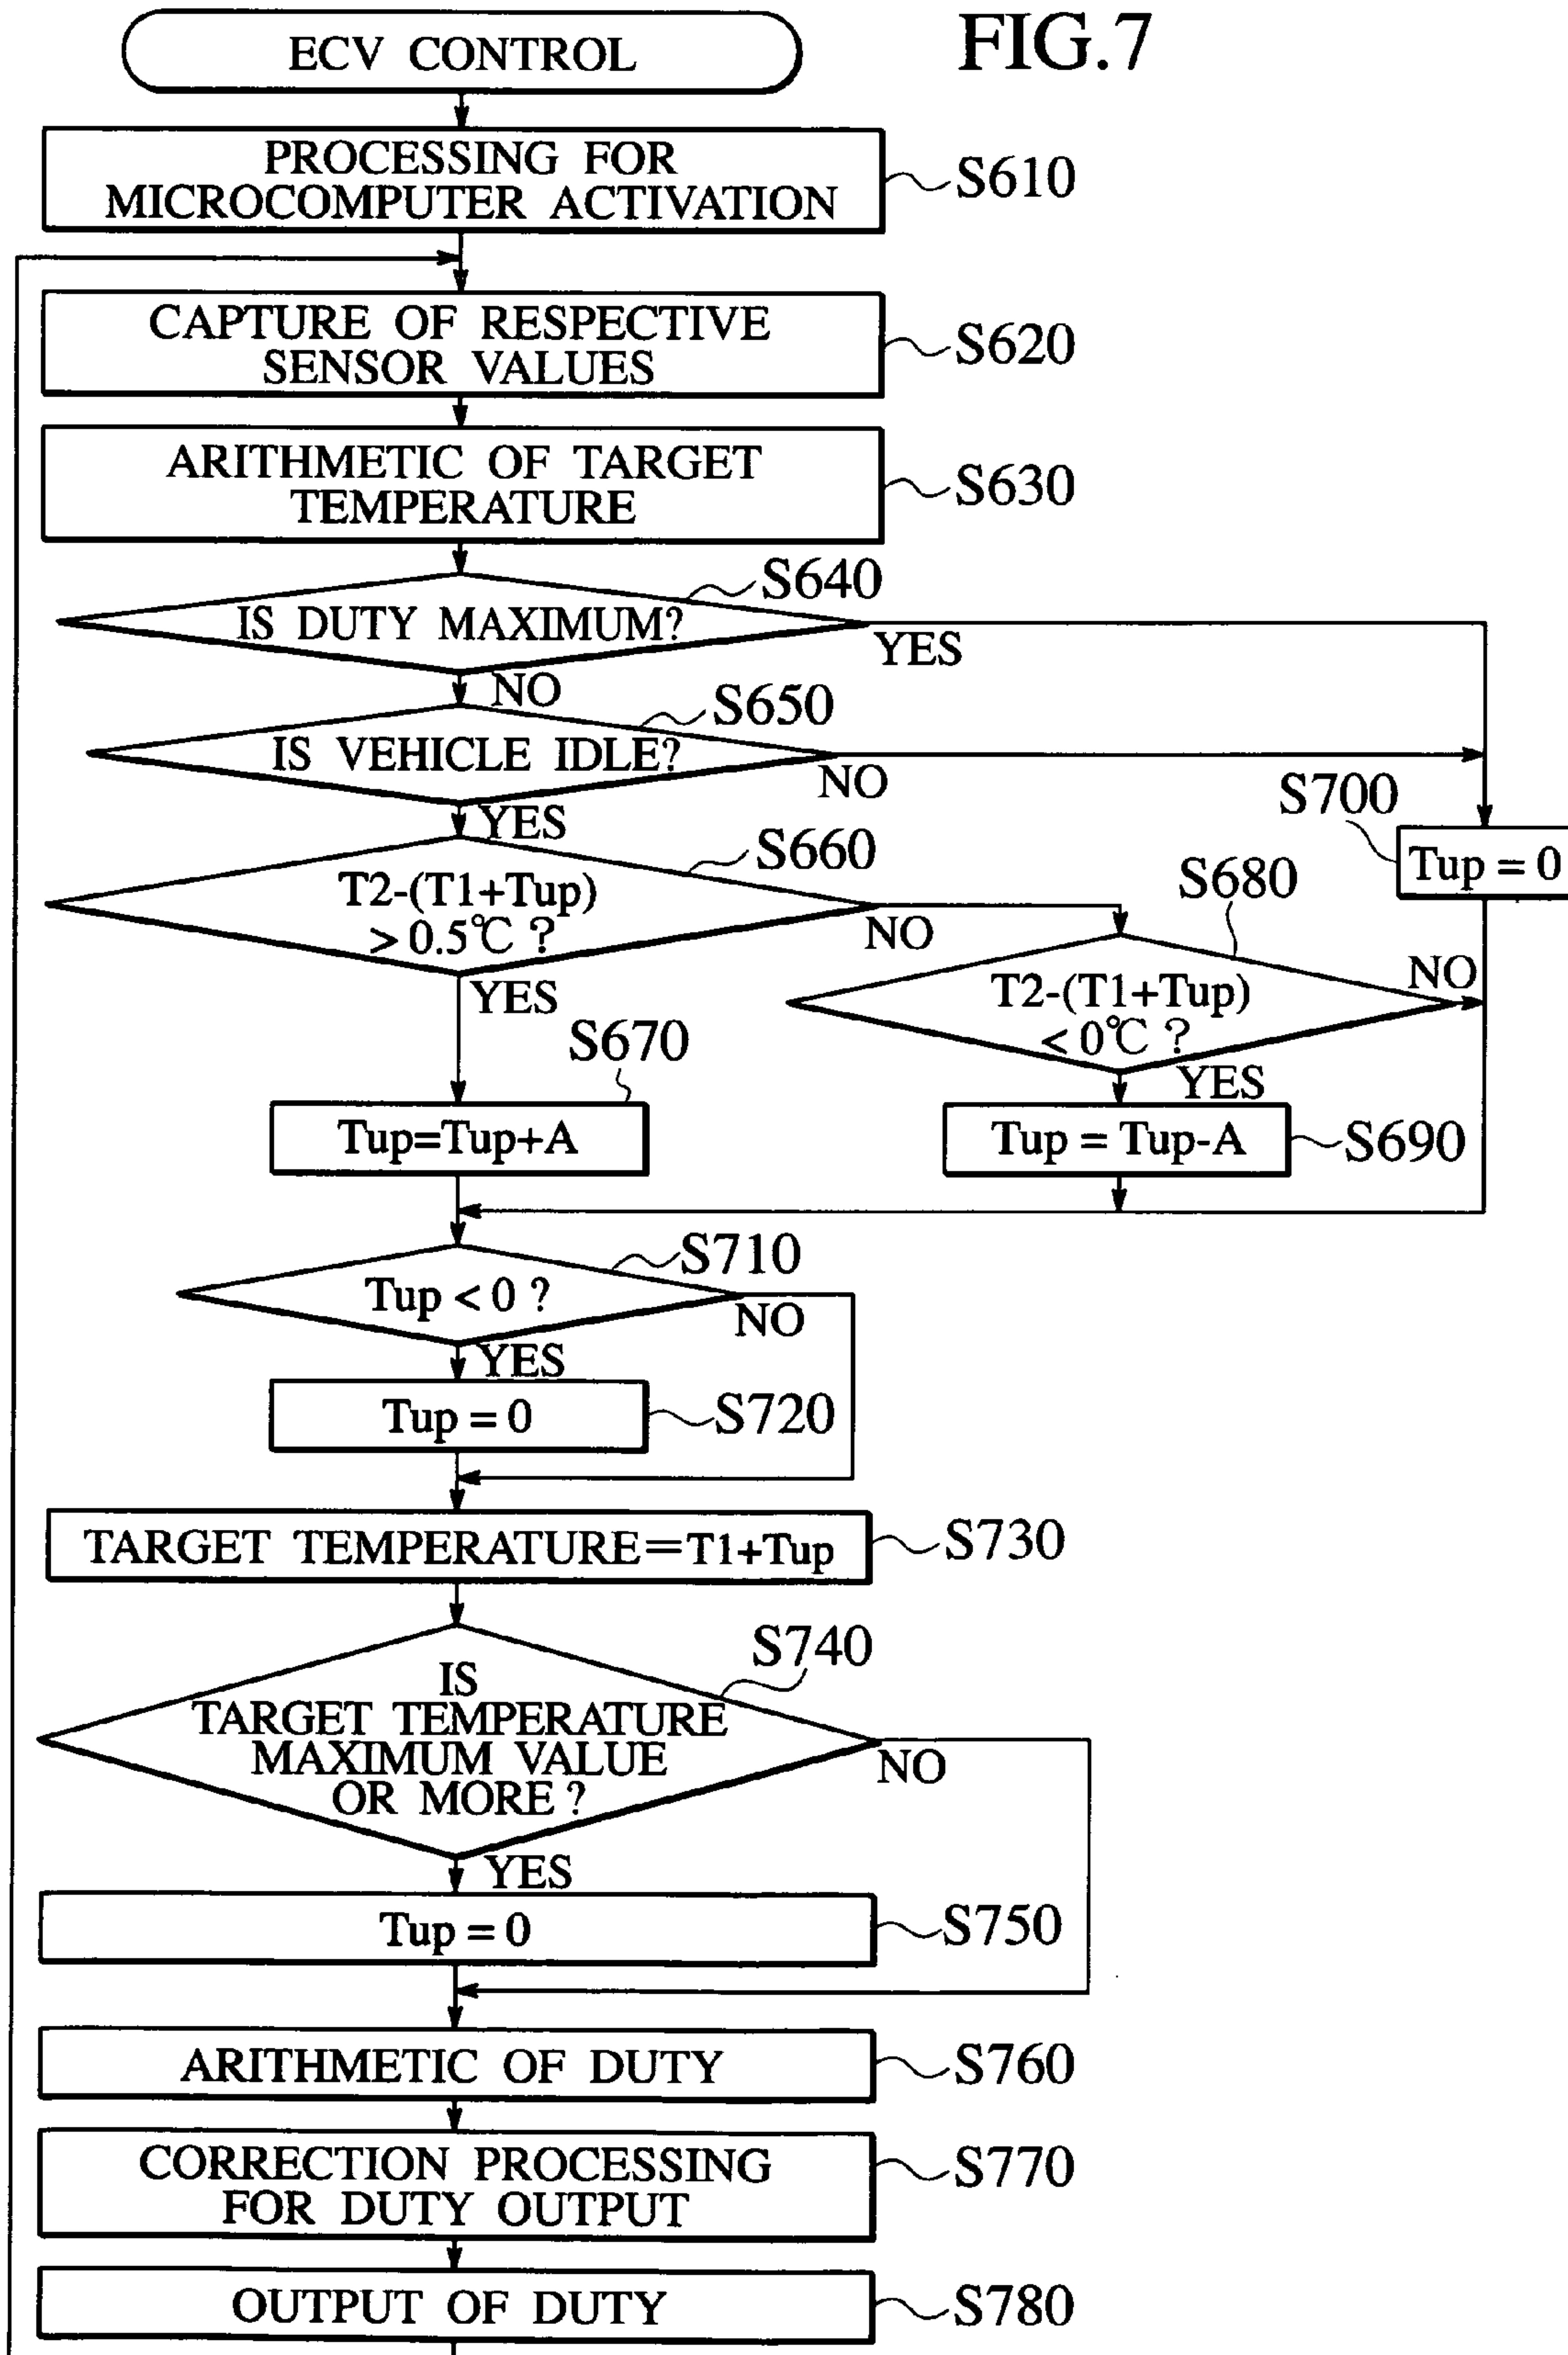 FIG.7
ECV CONTROL
PROCESSING FOR
MICROCOMPUTER ACTIVATION
S610
CAPTURE OF RESPECTIVE
SENSOR VALUES
S620
ARITHMETIC OF TARGET
TEMPERATURE
S630
S640
IS DUTY MAXIMUM?
YES
NO
S650
IS VEHICLE IDLE?
NO
YES
S700
Tup = 0
S660
T2-(T1+Tup)
> 0.5℃ ?
NO
YES
S680
T2-(T1+Tup)
< 0℃ ?
NO
YES
S670
Tup=Tup+A
Tup = Tup-A
S690
S710
Tup < 0 ?
NO
YES
Tup = 0
S720
TARGET TEMPERATURE=T1+Tup
S730
S740
IS
TARGET TEMPERATURE
MAXIMUM VALUE
OR MORE ?
NO
YES
Tup = 0
S750
ARITHMETIC OF DUTY
S760
CORRECTION PROCESSING
FOR DUTY OUTPUT
S770
OUTPUT OF DUTY
S780